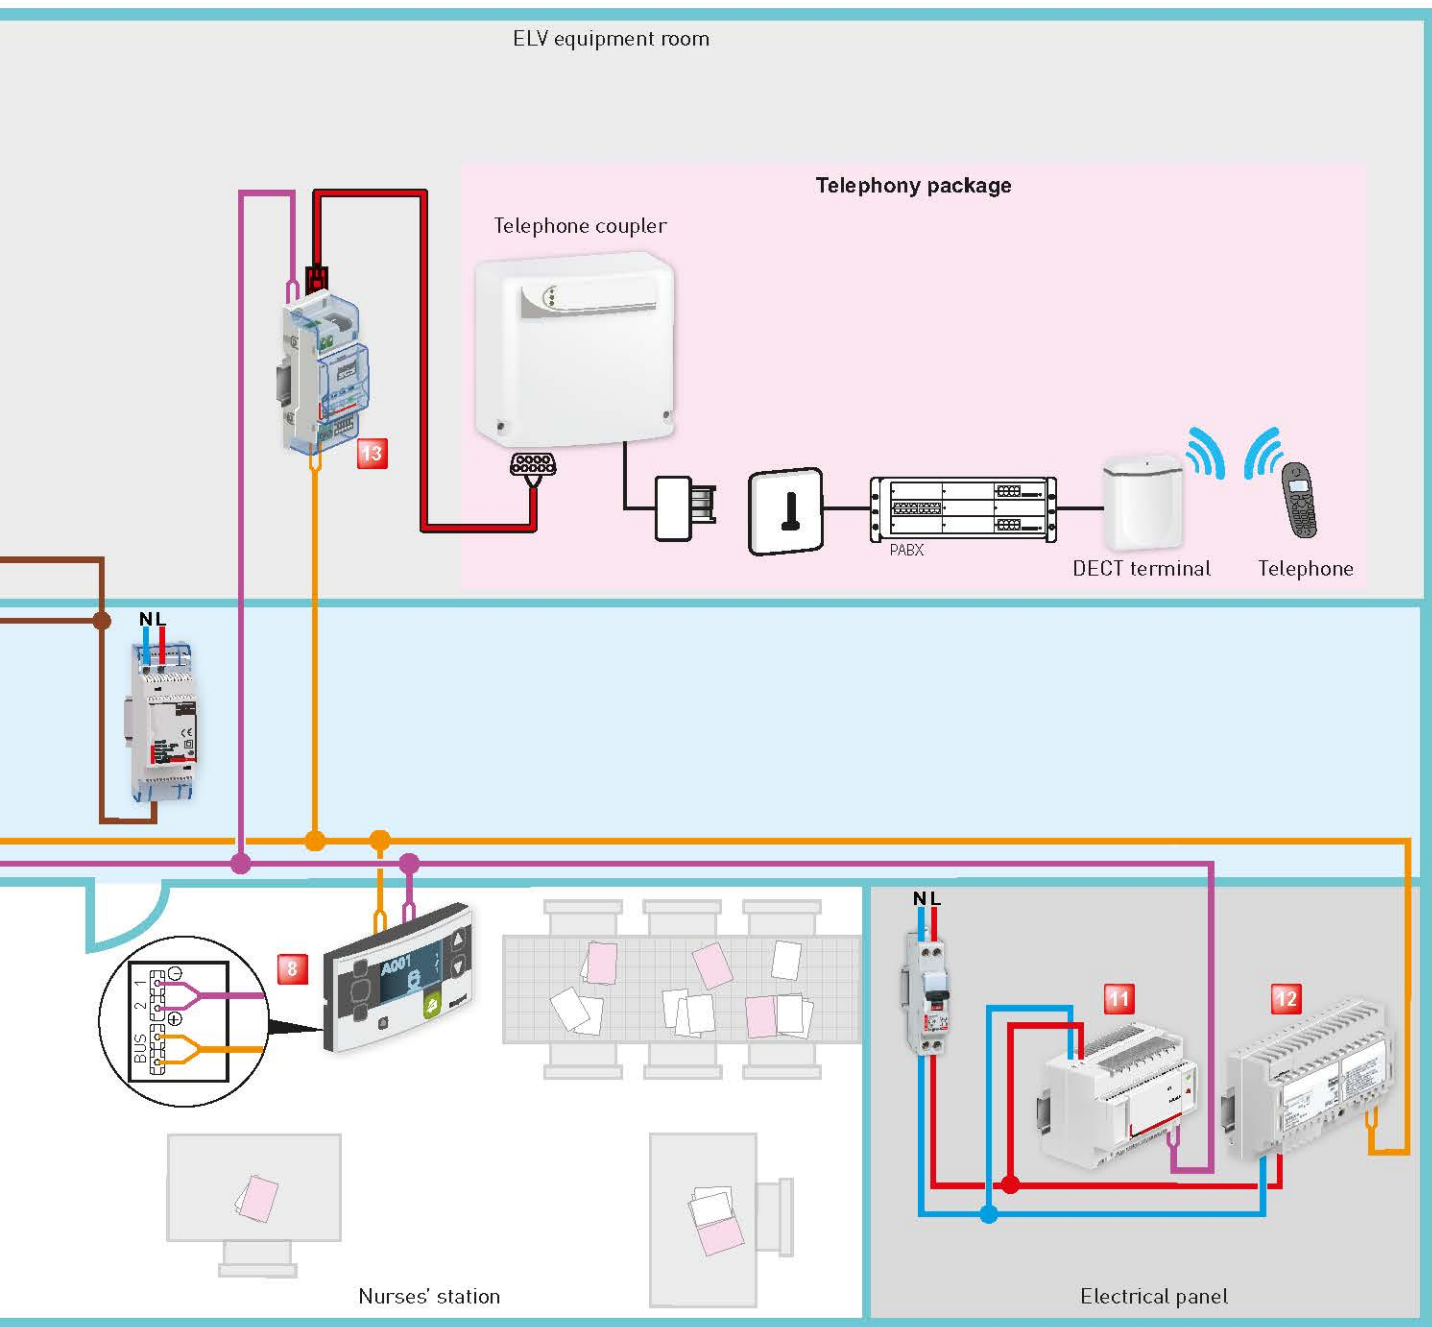 ELV equipment room
Telephony package
Telephone coupler
13
PABX
DECT terminal
Telephone
N L
N L
8
A001
6
1
2
BUS
11
12
Nurses' station
Electrical panel